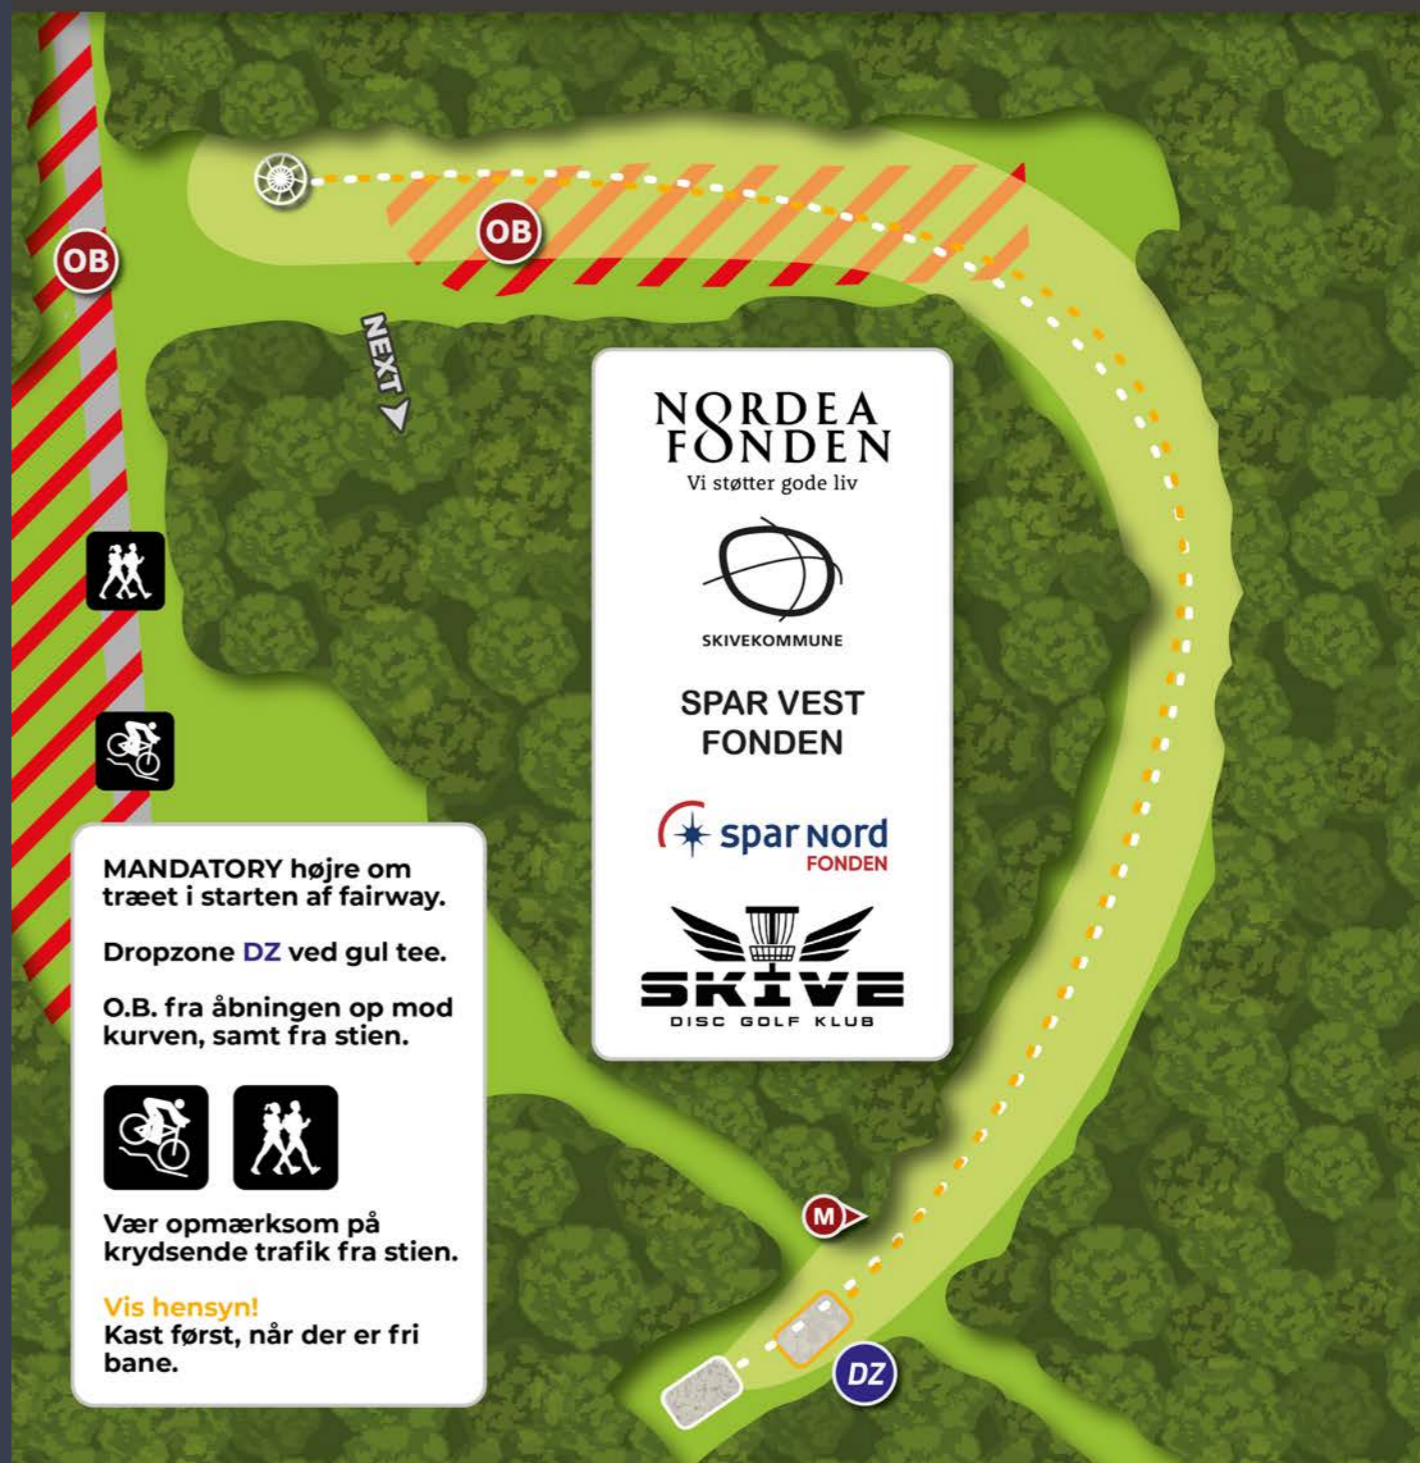 OB
OB
NEXT
NORDEA
FONDEN
Vi støtter gode liv
SKIVEKOMMUNE
SPAR VEST
FONDEN
spar nord
FONDEN
SKIVE
DISC GOLF KLUB
MANDATORY højre om
træet i starten af fairway.
Dropzone DZ ved gul tee.
O.B. fra åbningen op mod
kurven, samt fra stien.
Vær opmærksom på
krydsende trafik fra stien.
Vis hensyn!
Kast først, når der er fri
bane.
M
DZ